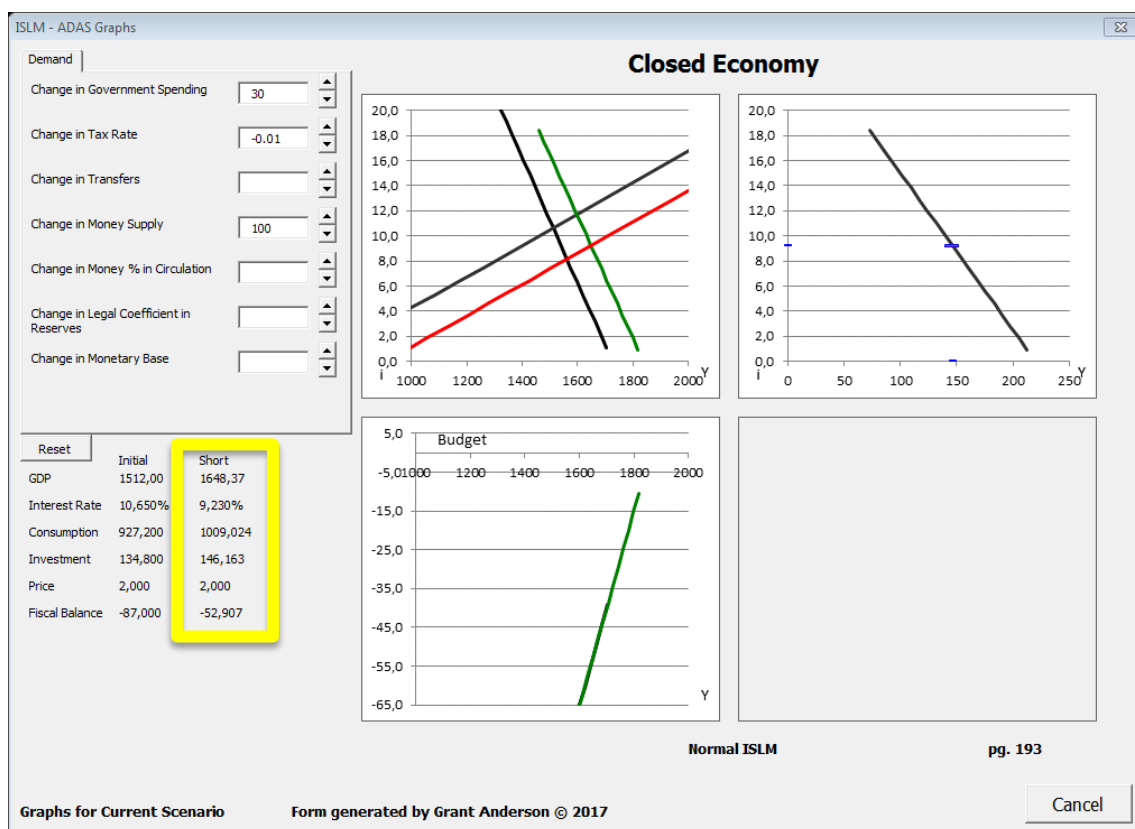 ISLM - ADAS Graphs
Demand
Closed Economy
Change in Government Spending 30
Change in Tax Rate -0.01
Change in Transfers
Change in Money Supply 100
Change in Money % in Circulation
Change in Legal Coefficient in
Reserves
Change in Monetary Base
20,0
18,0
16,0
14,0
12,0
10,0
8,0
6,0
4,0
2,0
0,0
i 1000 1200 1400 1600 1800 2000 Y
20,0
18,0
16,0
14,0
12,0
10,0
8,0
6,0
4,0
2,0
0,0
i 0 50 100 150 200 250 Y
Reset
Initial Short
GDP 1512,00 1648,37
Interest Rate 10,650% 9,230%
Consumption 927,200 1009,024
Investment 134,800 146,163
Price 2,000 2,000
Fiscal Balance -87,000 -52,907
5,0 Budget
-5,0 1000 1200 1400 1600 1800 2000
-15,0
-25,0
-35,0
-45,0
-55,0
-65,0
Y
Normal ISLM pg. 193
Graphs for Current Scenario Form generated by Grant Anderson © 2017
Cancel